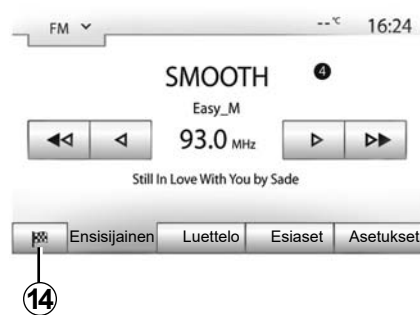 FM --°C 16:24
SMOOTH 4
Easy_M
93.0 MHz
Still In Love With You by Sade
Ensisijainen Luettelo Esiaset Asetukset
14